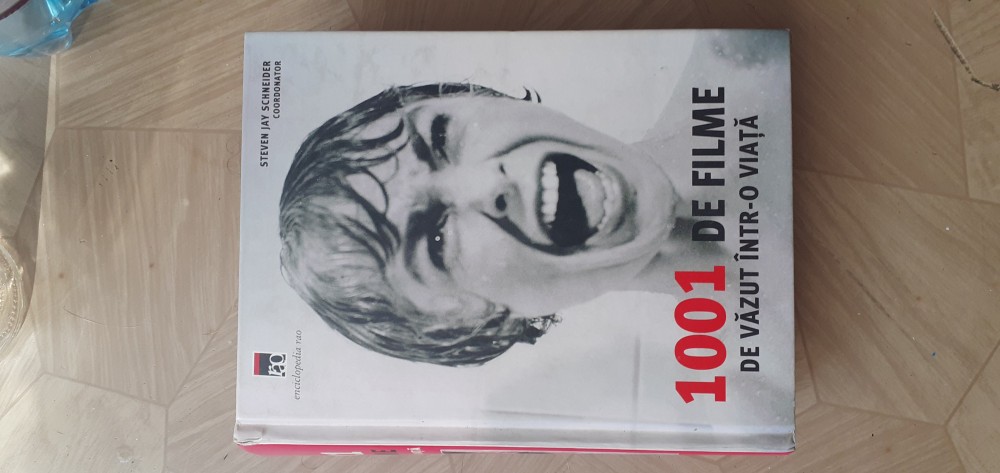 STEVEN JAY SCHNEIDER
COORDONATOR
rao
enciclopedia rao
1001 DE FILME
DE VĂZUT ÎNTR-O VIAȚĂ